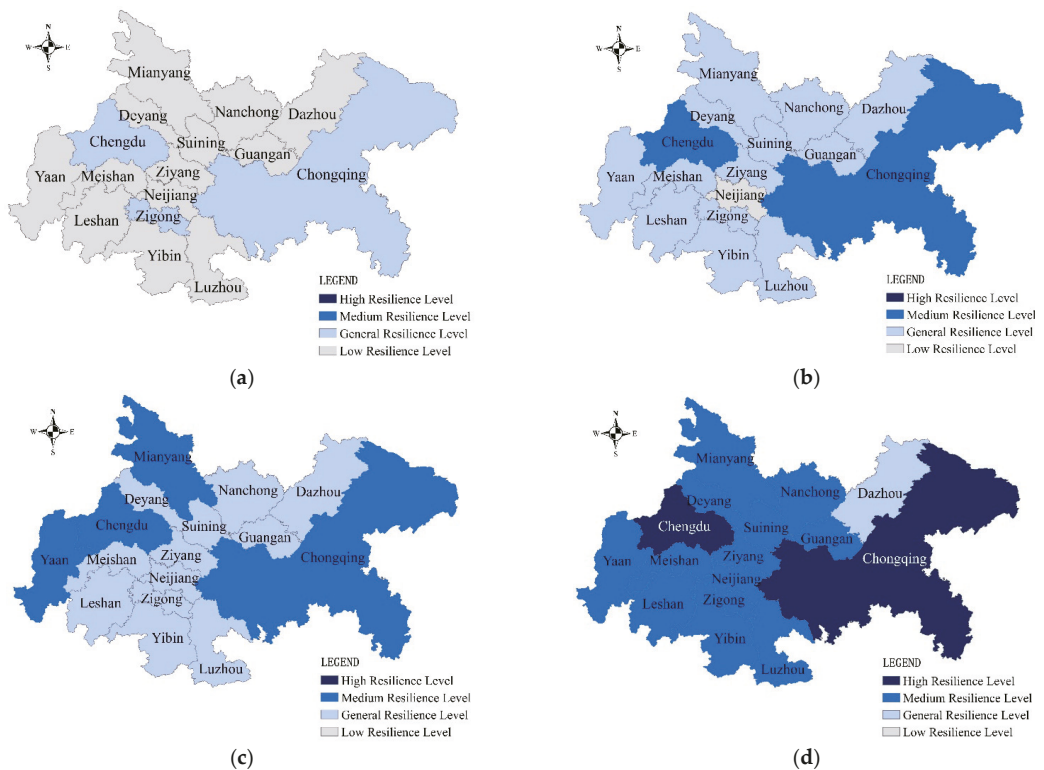 N
W E
S
Mianyang
Deyang
Nanchong
Dazhou
Chengdu
Suining
Guangan
Yaan
Meishan
Ziyang
Chongqing
Neijiang
Leshan
Zigong
Yibin
Luzhou
LEGEND
High Resilience Level
Medium Resilience Level
General Resilience Level
Low Resilience Level
(a)
N
W E
S
Mianyang
Deyang
Nanchong
Dazhou
Chengdu
Suining
Guangan
Yaan
Meishan
Ziyang
Chongqing
Neijiang
Leshan
Zigong
Yibin
Luzhou
LEGEND
High Resilience Level
Medium Resilience Level
General Resilience Level
Low Resilience Level
(b)
N
W E
S
Mianyang
Deyang
Nanchong
Dazhou
Chengdu
Suining
Guangan
Yaan
Meishan
Ziyang
Chongqing
Neijiang
Leshan
Zigong
Yibin
Luzhou
LEGEND
High Resilience Level
Medium Resilience Level
General Resilience Level
Low Resilience Level
(c)
N
W E
S
Mianyang
Deyang
Nanchong
Dazhou
Chengdu
Suining
Guangan
Yaan
Meishan
Ziyang
Chongqing
Neijiang
Leshan
Zigong
Yibin
Luzhou
LEGEND
High Resilience Level
Medium Resilience Level
General Resilience Level
Low Resilience Level
(d)